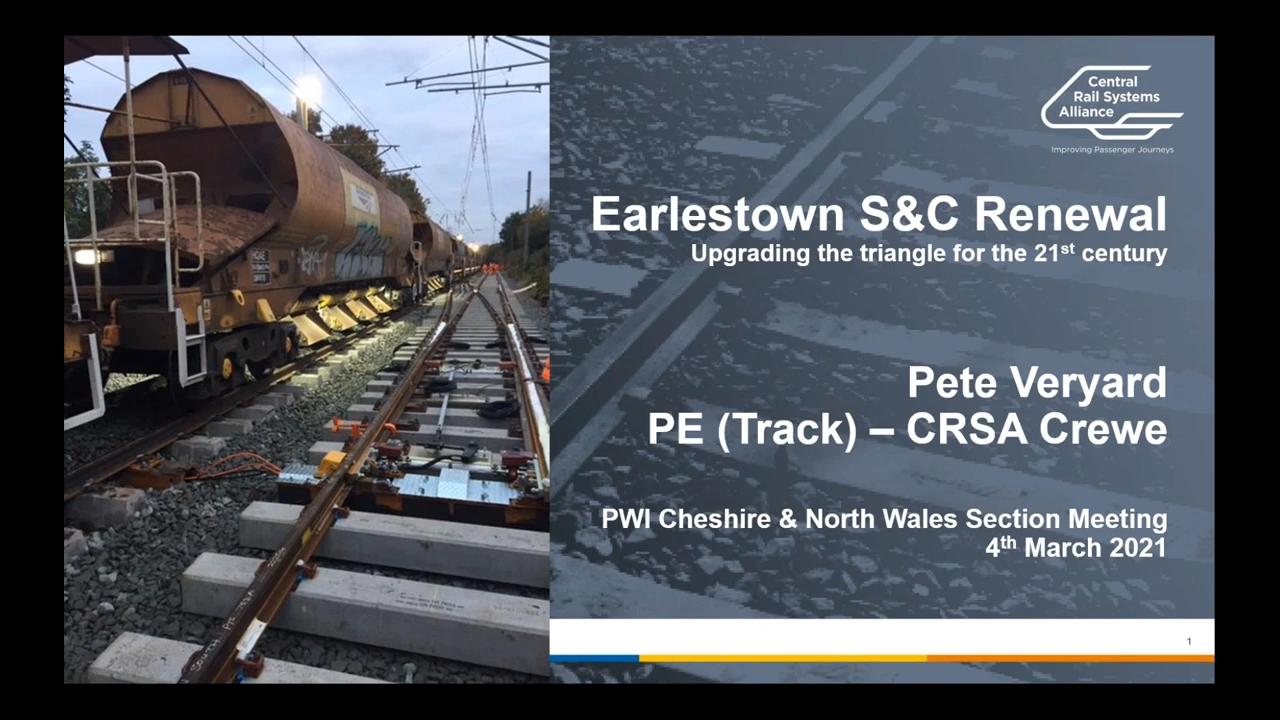 Central
Rail Systems
Alliance
Improving Passenger Journeys
Earlestown S&C Renewal
Upgrading the triangle for the 21st century
Pete Veryard
PE (Track) – CRSA Crewe
PWI Cheshire & North Wales Section Meeting
4th March 2021
1